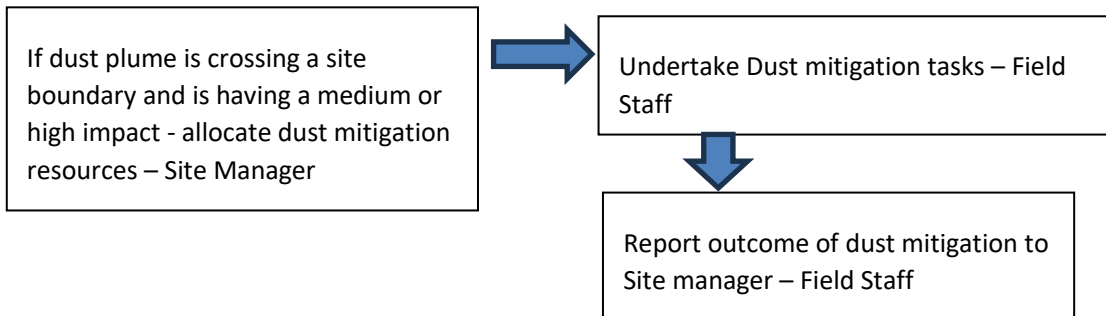 If dust plume is crossing a site
boundary and is having a medium or
high impact - allocate dust mitigation
resources – Site Manager
Undertake Dust mitigation tasks – Field
Staff
Report outcome of dust mitigation to
Site manager – Field Staff